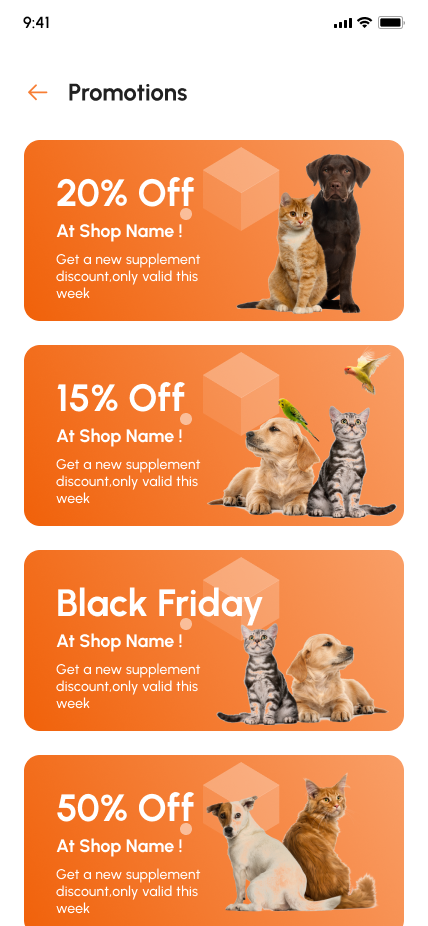 9:41
Promotions
20% Off
At Shop Name !
Get a new supplement
discount,only valid this
week
15% Off
At Shop Name !
Get a new supplement
discount,only valid this
week
Black Friday
At Shop Name !
Get a new supplement
discount,only valid this
week
50% Off
At Shop Name !
Get a new supplement
discount,only valid this
week